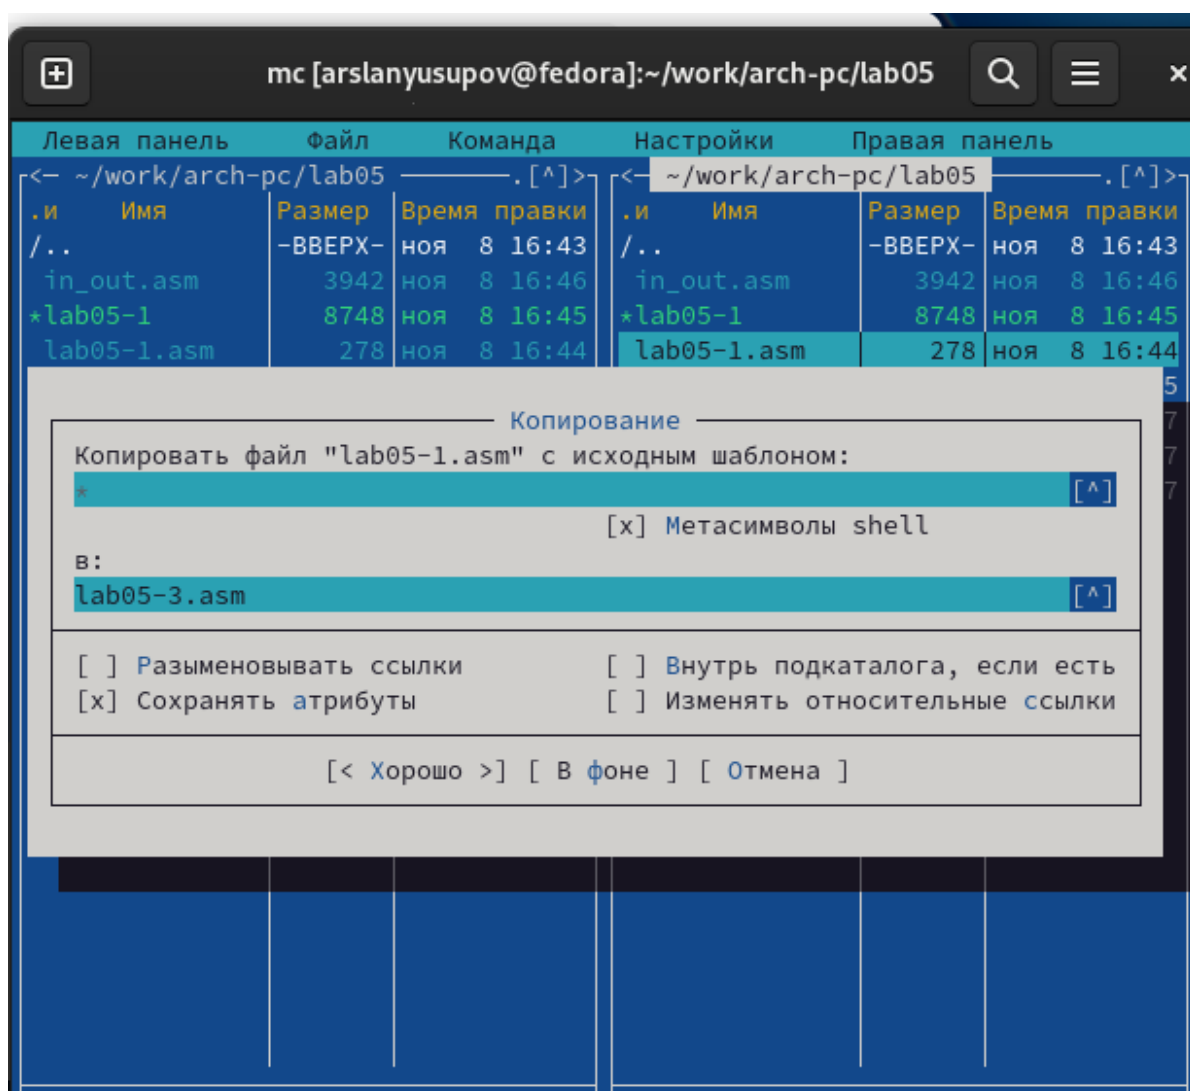 mc [arslanyusupov@fedora]:~/work/arch-pc/lab05
Левая панель Файл Команда Настройки Правая панель
<— ~/work/arch-pc/lab05 .[^]> <— ~/work/arch-pc/lab05 .[^]>
.и Имя Размер Время правки .и Имя Размер Время правки
/.. -ВВЕРХ- ноя 8 16:43 /.. -ВВЕРХ- ноя 8 16:43
in_out.asm 3942 ноя 8 16:46 in_out.asm 3942 ноя 8 16:46
*lab05-1 8748 ноя 8 16:45 *lab05-1 8748 ноя 8 16:45
lab05-1.asm 278 ноя 8 16:44 lab05-1.asm 278 ноя 8 16:44
5
Копирование 7
Копировать файл "lab05-1.asm" с исходным шаблоном: 7
* [^] 7
[x] Метасимволы shell
в:
lab05-3.asm [^]
[ ] Разыменовывать ссылки [ ] Внутрь подкаталога, если есть
[x] Сохранять атрибуты [ ] Изменять относительные ссылки
[< Хорошо >] [ В фоне ] [ Отмена ]